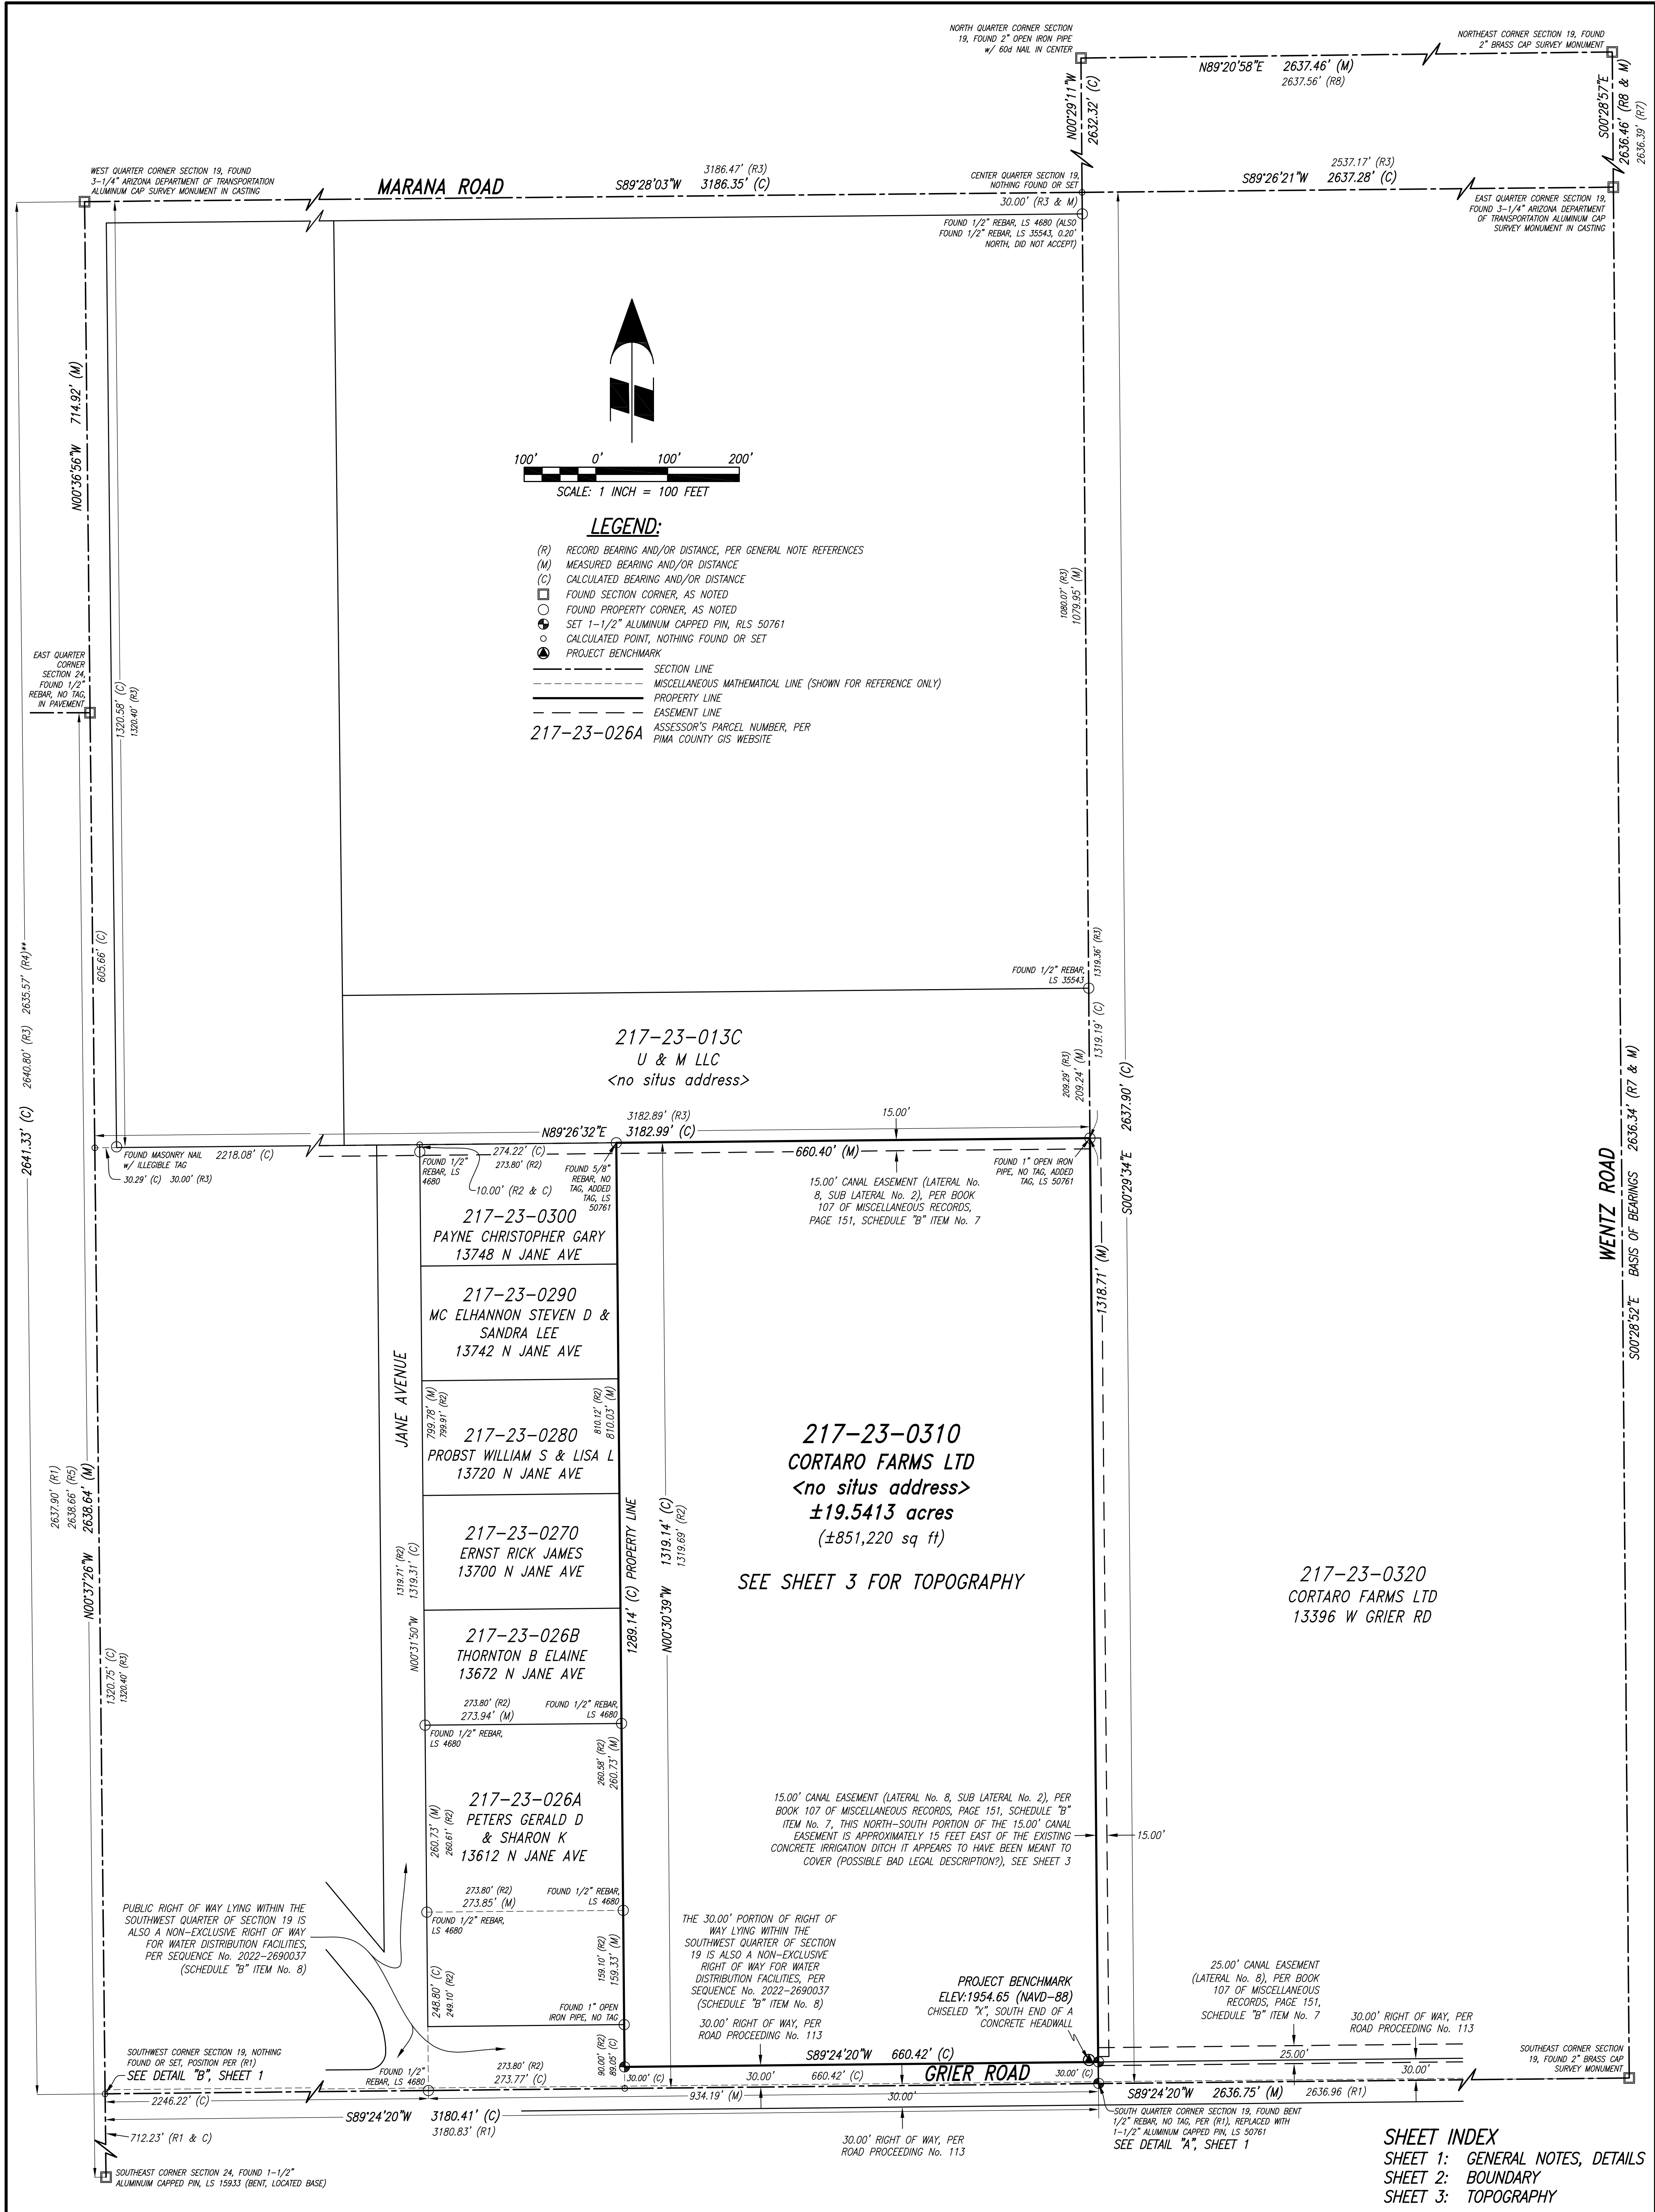 NORTH QUARTER CORNER SECTION
19, FOUND 2" OPEN IRON PIPE
w/ 60d NAIL IN CENTER
NORTHEAST CORNER SECTION 19, FOUND
2" BRASS CAP SURVEY MONUMENT
N89°20'58"E 2637.46' (M)
2637.56' (R8)
N00°29'11"W
2632.32' (C)
S00°28'57"E
2636.46' (R8 & M)
2636.39' (R7)
WEST QUARTER CORNER SECTION 19, FOUND
3-1/4" ARIZONA DEPARTMENT OF TRANSPORTATION
ALUMINUM CAP SURVEY MONUMENT IN CASTING
MARANA ROAD
3186.47' (R3)
S89°28'03"W 3186.35' (C)
CENTER QUARTER SECTION 19,
NOTHING FOUND OR SET
30.00' (R3 & M)
2537.17' (R3)
S89°26'21"W 2637.28' (C)
EAST QUARTER CORNER SECTION 19,
FOUND 3-1/4" ARIZONA DEPARTMENT
OF TRANSPORTATION ALUMINUM CAP
SURVEY MONUMENT IN CASTING
FOUND 1/2" REBAR, LS 4680 (ALSO
FOUND 1/2" REBAR, LS 35543, 0.20'
NORTH, DID NOT ACCEPT)
N00°36'56"W 714.92' (M)
100' 0' 100' 200'
SCALE: 1 INCH = 100 FEET
LEGEND:
(R) RECORD BEARING AND/OR DISTANCE, PER GENERAL NOTE REFERENCES
(M) MEASURED BEARING AND/OR DISTANCE
(C) CALCULATED BEARING AND/OR DISTANCE
FOUND SECTION CORNER, AS NOTED
FOUND PROPERTY CORNER, AS NOTED
SET 1-1/2" ALUMINUM CAPPED PIN, RLS 50761
CALCULATED POINT, NOTHING FOUND OR SET
PROJECT BENCHMARK
SECTION LINE
MISCELLANEOUS MATHEMATICAL LINE (SHOWN FOR REFERENCE ONLY)
PROPERTY LINE
EASEMENT LINE
217-23-026A ASSESSOR'S PARCEL NUMBER, PER
PIMA COUNTY GIS WEBSITE
1080.07' (R3)
1079.95' (M)
EAST QUARTER
CORNER
SECTION 24,
FOUND 1/2"
REBAR, NO TAG,
IN PAVEMENT
1320.58' (C)
1320.40' (R3)
605.66' (C)
2641.33' (C) 2640.80' (R3) 2635.57' (R4)**
FOUND 1/2" REBAR,
LS 35543
1319.36' (R3)
1319.19' (C)
209.29' (R3)
209.24' (M)
S00°29'34"E 2637.90' (C)
217-23-013C
U & M LLC
<no situs address>
3182.89' (R3)
N89°26'32"E 3182.99' (C)
15.00'
660.40' (M)
FOUND MASONRY NAIL
w/ ILLEGIBLE TAG
2218.08' (C)
30.29' (C) 30.00' (R3)
FOUND 1/2"
REBAR, LS
4680
274.22' (C)
273.80' (R2)
10.00' (R2 & C)
FOUND 5/8"
REBAR, NO
TAG, ADDED
TAG, LS
50761
15.00' CANAL EASEMENT (LATERAL No.
8, SUB LATERAL No. 2), PER BOOK
107 OF MISCELLANEOUS RECORDS,
PAGE 151, SCHEDULE "B" ITEM No. 7
FOUND 1" OPEN IRON
PIPE, NO TAG, ADDED
TAG, LS 50761
1318.71' (M)
WENTZ ROAD
S00°28'52"E BASIS OF BEARINGS 2636.34' (R7 & M)
217-23-0300
PAYNE CHRISTOPHER GARY
13748 N JANE AVE
217-23-0290
MC ELHANNON STEVEN D &
SANDRA LEE
13742 N JANE AVE
JANE AVENUE
799.78' (M)
799.91' (R2)
810.12' (R2)
810.03' (M)
217-23-0280
PROBST WILLIAM S & LISA L
13720 N JANE AVE
217-23-0270
ERNST RICK JAMES
13700 N JANE AVE
1319.71' (R2)
N00°31'50"W 1319.31' (C)
1289.14' (C) PROPERTY LINE
N00°30'39"W 1319.14' (C)
1319.69' (R2)
217-23-0310
CORTARO FARMS LTD
<no situs address>
±19.5413 acres
(±851,220 sq ft)
SEE SHEET 3 FOR TOPOGRAPHY
217-23-0320
CORTARO FARMS LTD
13396 W GRIER RD
2637.90' (R1)
2638.66' (R5)
N00°37'26"W 2638.64' (M)
1320.75' (C)
1320.40' (R3)
217-23-026B
THORNTON B ELAINE
13672 N JANE AVE
273.80' (R2)
273.94' (M)
FOUND 1/2" REBAR,
LS 4680
FOUND 1/2" REBAR,
LS 4680
260.58' (R2)
260.73' (M)
217-23-026A
PETERS GERALD D
& SHARON K
13612 N JANE AVE
260.73' (M)
260.61' (R2)
15.00' CANAL EASEMENT (LATERAL No. 8, SUB LATERAL No. 2), PER
BOOK 107 OF MISCELLANEOUS RECORDS, PAGE 151, SCHEDULE "B"
ITEM No. 7, THIS NORTH-SOUTH PORTION OF THE 15.00' CANAL
EASEMENT IS APPROXIMATELY 15 FEET EAST OF THE EXISTING
CONCRETE IRRIGATION DITCH IT APPEARS TO HAVE BEEN MEANT TO
COVER (POSSIBLE BAD LEGAL DESCRIPTION?), SEE SHEET 3
15.00'
273.80' (R2)
273.85' (M)
FOUND 1/2" REBAR,
LS 4680
FOUND 1/2" REBAR,
LS 4680
PUBLIC RIGHT OF WAY LYING WITHIN THE
SOUTHWEST QUARTER OF SECTION 19 IS
ALSO A NON-EXCLUSIVE RIGHT OF WAY
FOR WATER DISTRIBUTION FACILITIES,
PER SEQUENCE No. 2022-2690037
(SCHEDULE "B" ITEM No. 8)
THE 30.00' PORTION OF RIGHT OF
WAY LYING WITHIN THE
SOUTHWEST QUARTER OF SECTION
19 IS ALSO A NON-EXCLUSIVE
RIGHT OF WAY FOR WATER
DISTRIBUTION FACILITIES, PER
SEQUENCE No. 2022-2690037
(SCHEDULE "B" ITEM No. 8)
30.00' RIGHT OF WAY, PER
ROAD PROCEEDING No. 113
248.80' (C)
249.10' (R2)
159.10' (R2)
159.33' (M)
FOUND 1" OPEN
IRON PIPE, NO TAG
90.00' (R2)
89.05' (C)
PROJECT BENCHMARK
ELEV:1954.65 (NAVD-88)
CHISELED "X", SOUTH END OF A
CONCRETE HEADWALL
25.00' CANAL EASEMENT
(LATERAL No. 8), PER BOOK
107 OF MISCELLANEOUS
RECORDS, PAGE 151,
SCHEDULE "B" ITEM No. 7
30.00' RIGHT OF WAY, PER
ROAD PROCEEDING No. 113
SOUTHWEST CORNER SECTION 19, NOTHING
FOUND OR SET, POSITION PER (R1)
SEE DETAIL "B", SHEET 1
FOUND 1/2"
REBAR, LS 4680
273.80' (R2)
273.77' (C)
30.00' (C)
S89°24'20"W 660.42' (C)
30.00'
660.42' (C)
GRIER ROAD
30.00' (C)
25.00'
30.00'
SOUTHEAST CORNER SECTION
19, FOUND 2" BRASS CAP
SURVEY MONUMENT
2246.22' (C)
934.19' (M)
30.00'
S89°24'20"W 2636.75' (M) 2636.96 (R1)
S89°24'20"W 3180.41' (C)
3180.83' (R1)
712.23' (R1 & C)
SOUTH QUARTER CORNER SECTION 19, FOUND BENT
1/2" REBAR, NO TAG, PER (R1), REPLACED WITH
1-1/2" ALUMINUM CAPPED PIN, LS 50761
SEE DETAIL "A", SHEET 1
30.00' RIGHT OF WAY, PER
ROAD PROCEEDING No. 113
SOUTHEAST CORNER SECTION 24, FOUND 1-1/2"
ALUMINUIM CAPPED PIN, LS 15933 (BENT, LOCATED BASE)
SHEET INDEX
SHEET 1: GENERAL NOTES, DETAILS
SHEET 2: BOUNDARY
SHEET 3: TOPOGRAPHY